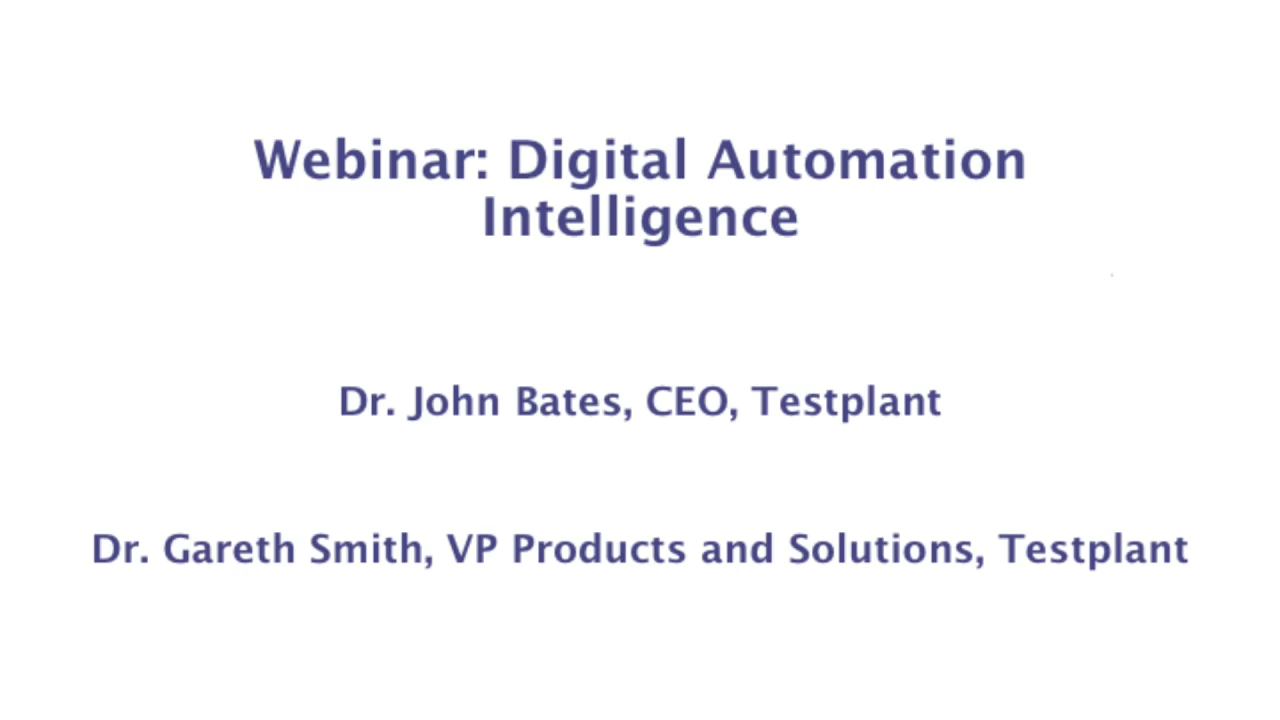 Webinar: Digital Automation
Intelligence
Dr. John Bates, CEO, Testplant
Dr. Gareth Smith, VP Products and Solutions, Testplant